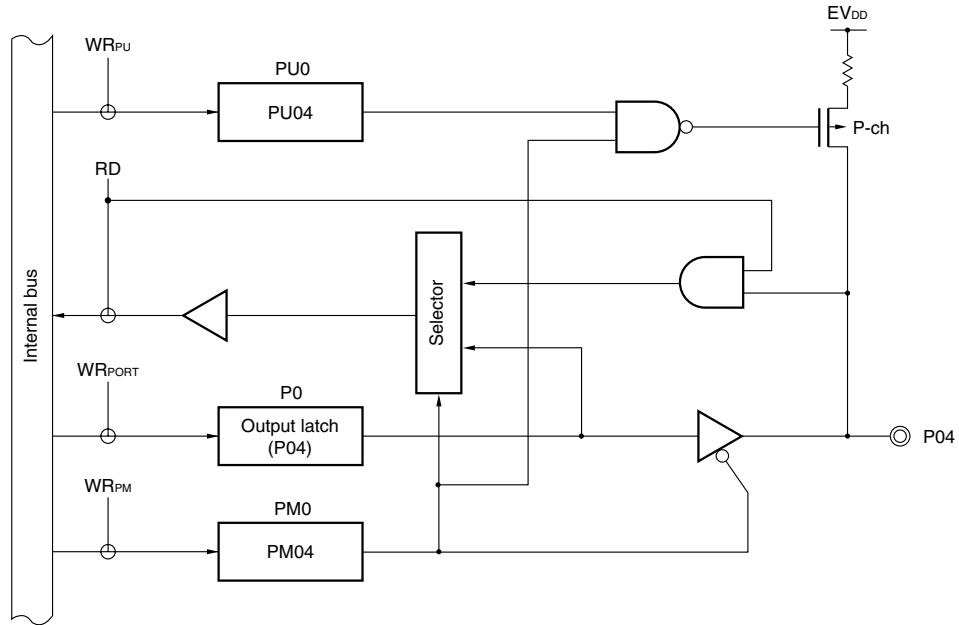 EVDD
WRPU
PU0
PU04
P-ch
RD
Internal bus
Selector
WRPORT
P0
Output latch
(P04)
P04
WRPM
PM0
PM04